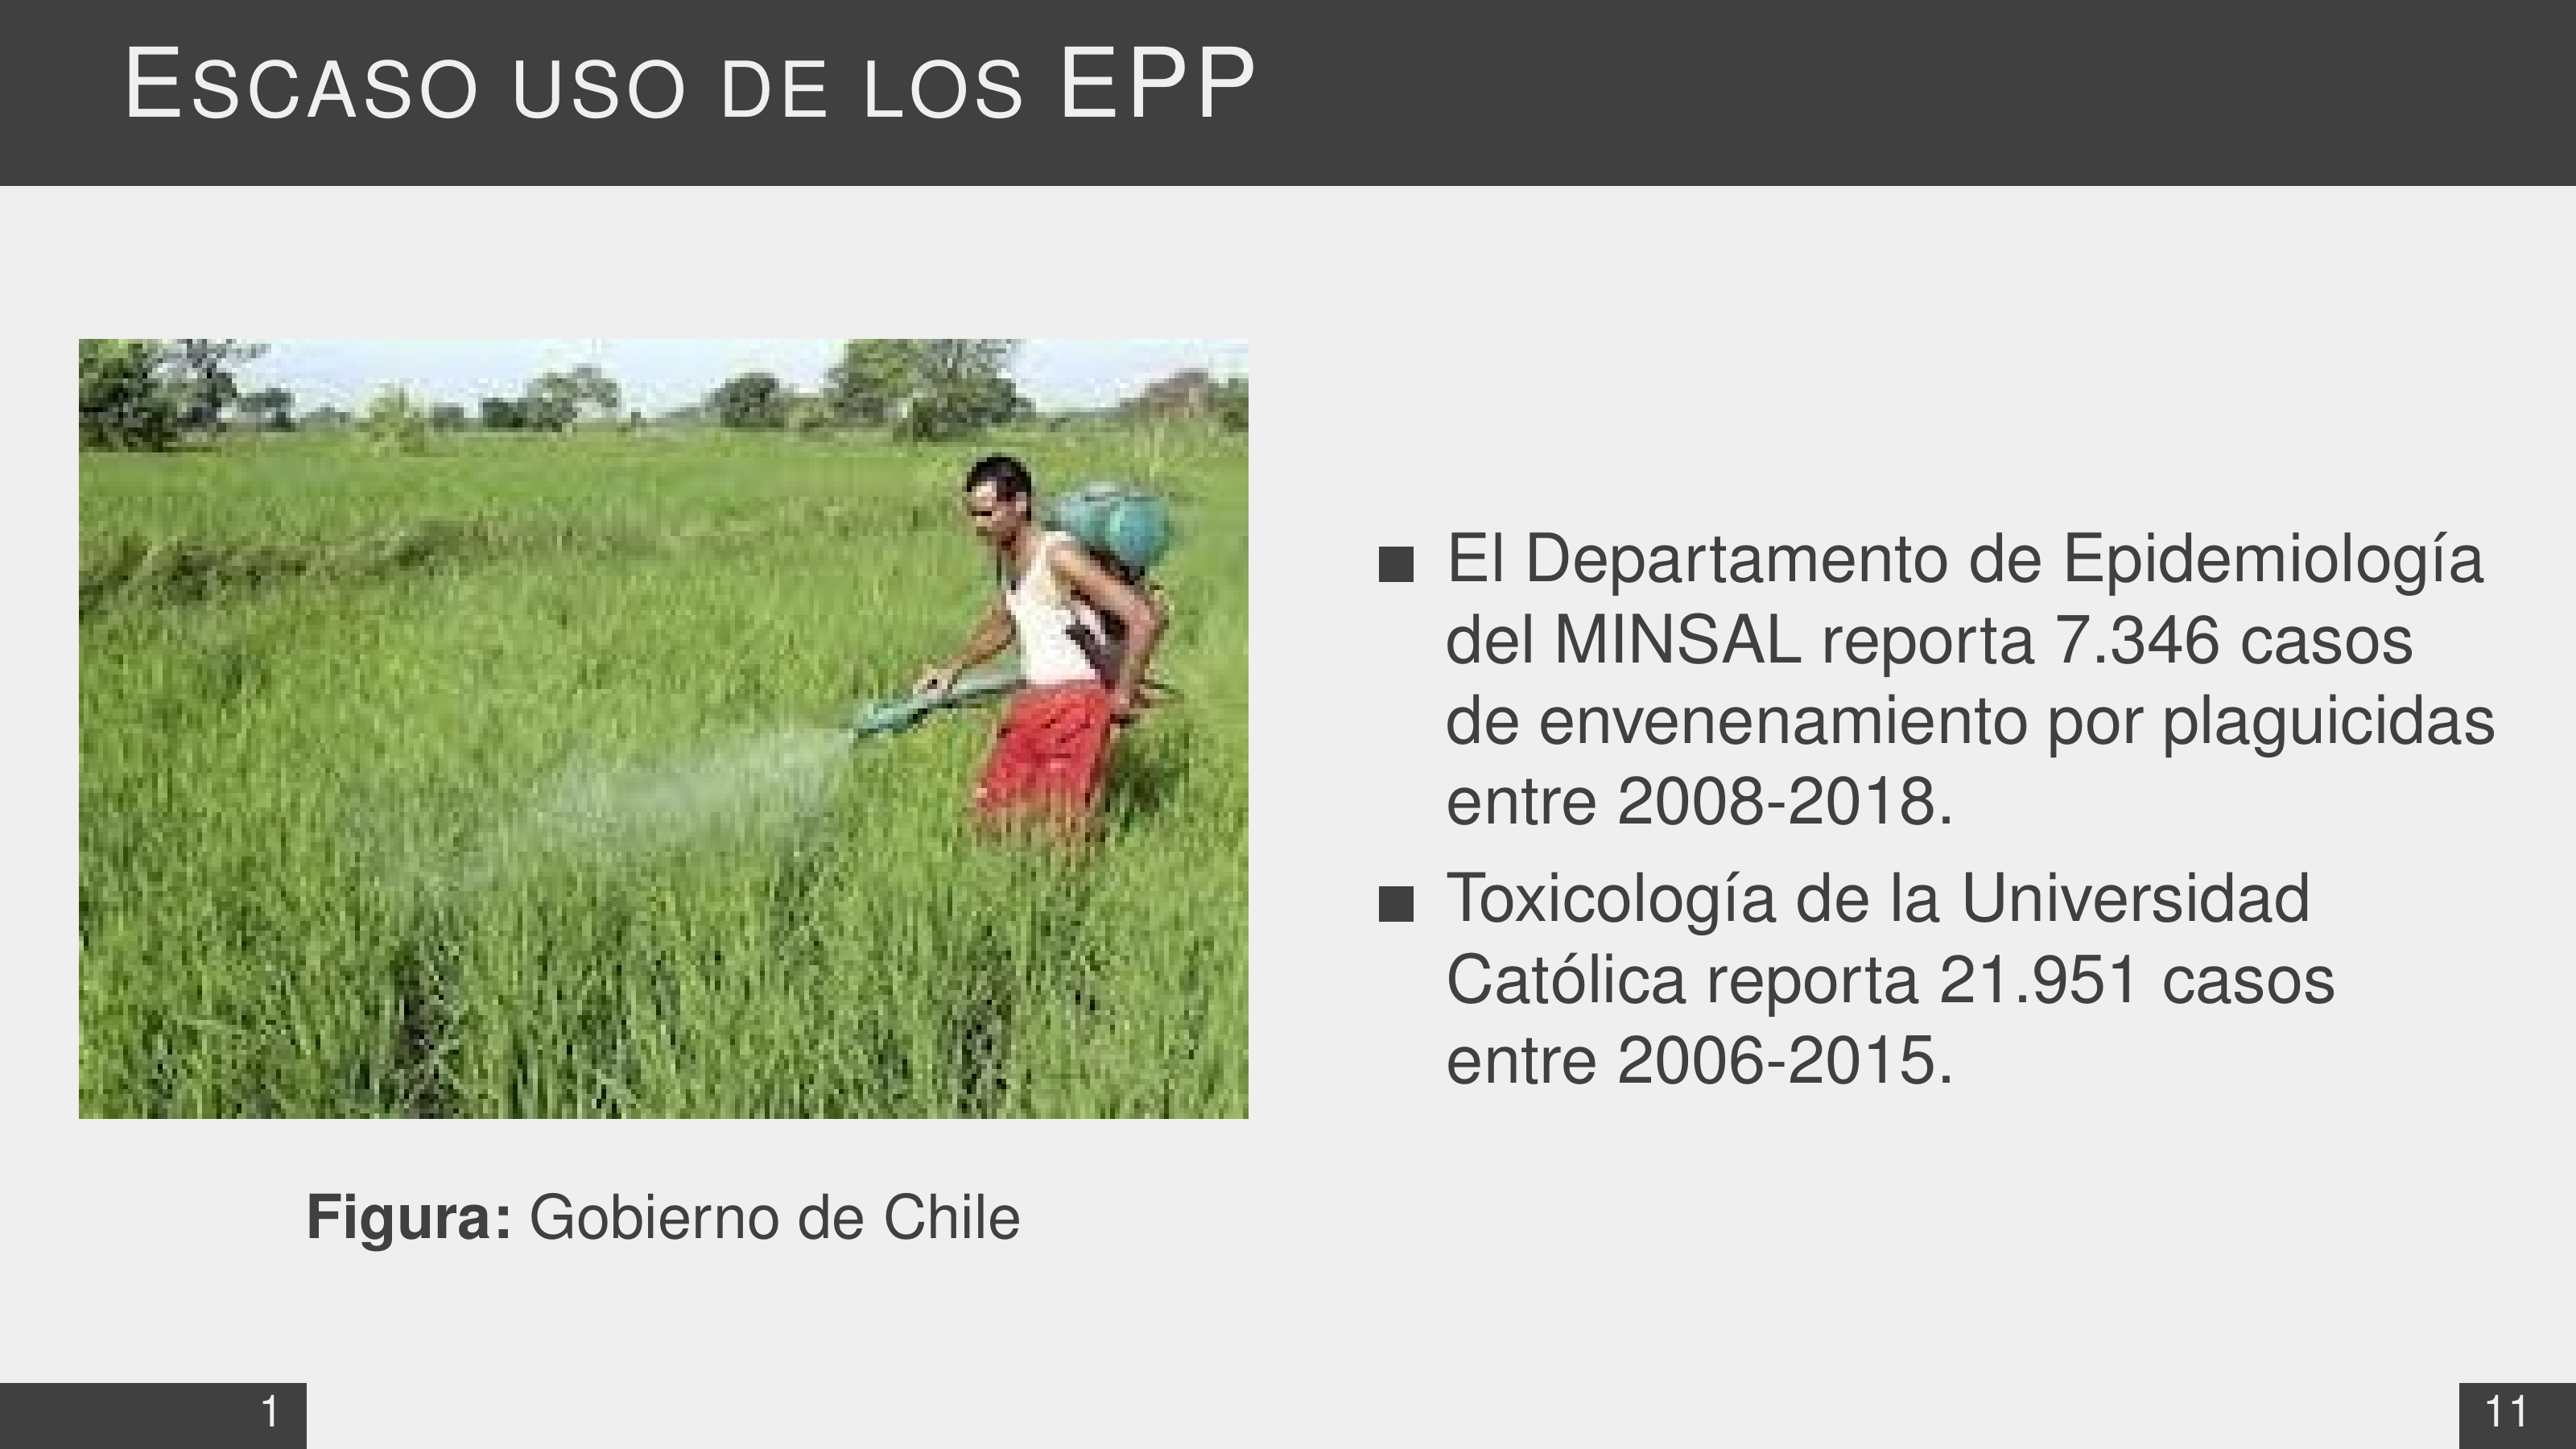 ESCASO USO DE LOS EPP
El Departamento de Epidemiología
del MINSAL reporta 7.346 casos
de envenenamiento por plaguicidas
entre 2008-2018.
Toxicología de la Universidad
Católica reporta 21.951 casos
entre 2006-2015.
Figura: Gobierno de Chile
1
11